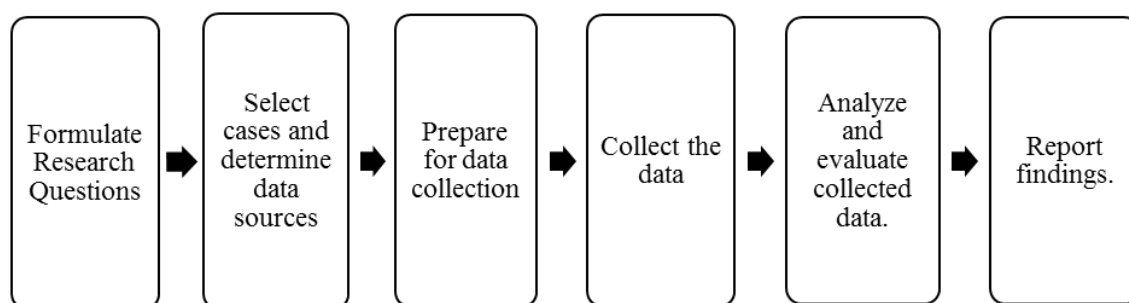 Formulate
Research
Questions
Select
cases and
determine
data
sources
Prepare
for data
collection
Collect the
data
Analyze
and
evaluate
collected
data.
Report
findings.